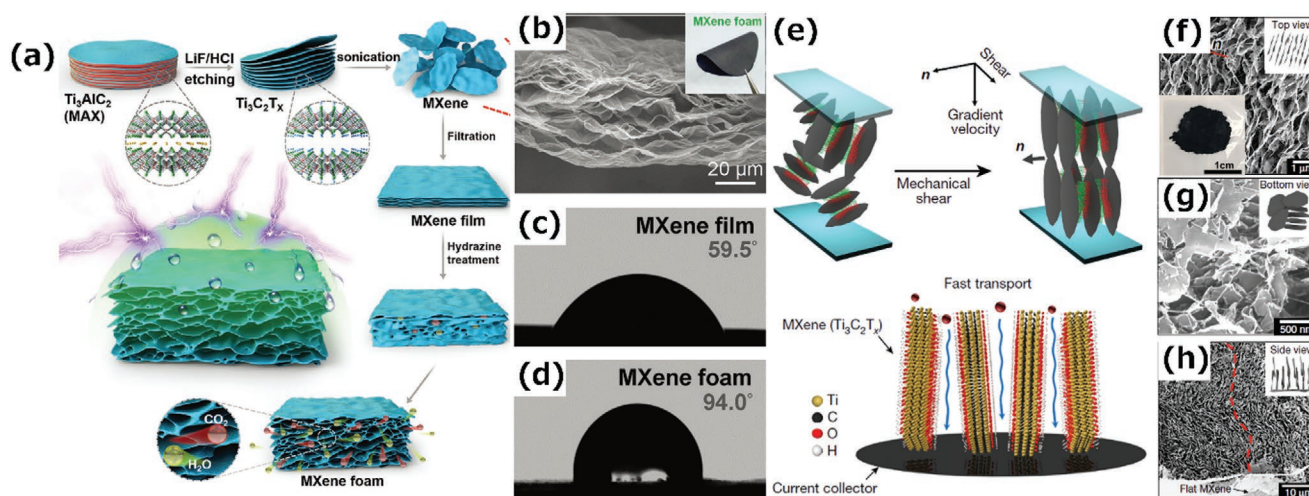 (a)
Ti₃AlC₂
(MAX)
LiF/HCl
etching
Ti₃C₂Tₓ
sonication
MXene
Filtration
MXene film
Hydrazine
treatment
CO₂
H₂O
MXene foam
(b)
MXene foam
20 μm
(c)
MXene film
59.5°
(d)
MXene foam
94.0°
(e)
n
Shear
Gradient
velocity
n
Mechanical
shear
Fast transport
MXene (Ti₃C₂Tₓ)
Ti
C
O
H
Current collector
(f)
n
Top view
1cm
1 μm
(g)
Bottom view
500 nm
(h)
Side view
Flat MXene
10 μm